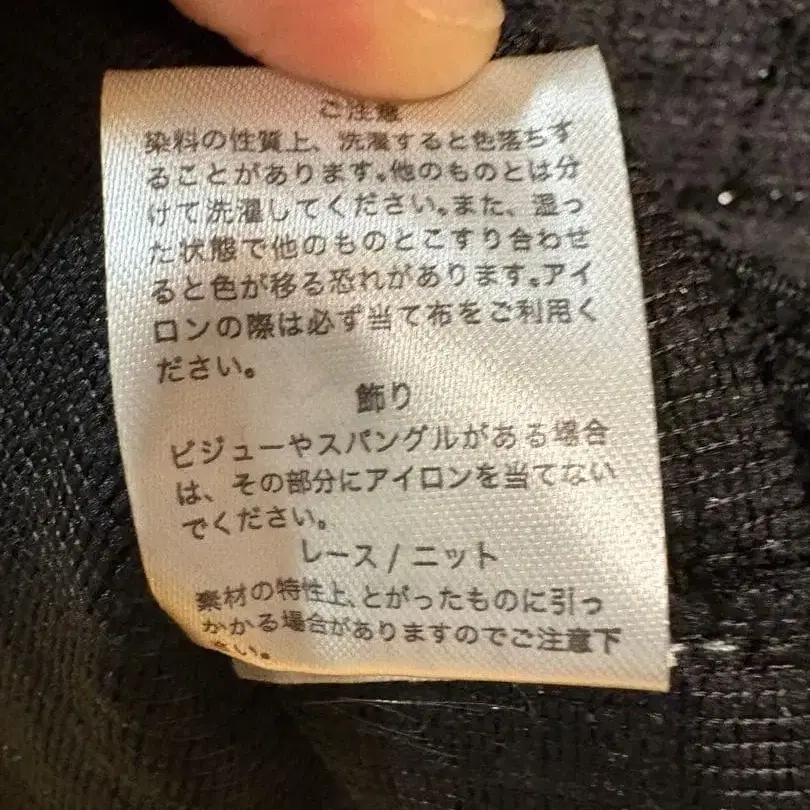 ご注意
染料の性質上、洗濯すると色落ちす
ることがあります。他のものとは分
けて洗濯してください。また、湿っ
た状態で他のものとこすり合わせ
ると色が移る恐れがあります。アイ
ロンの際は必ず当て布をご利用く
ださい。
飾り
ビジューやスパングルがある場合
は、その部分にアイロンを当てない
でください。
レース/ニット
素材の特性上、とがったものに引っ
かかる場合がありますのでご注意下
さい。